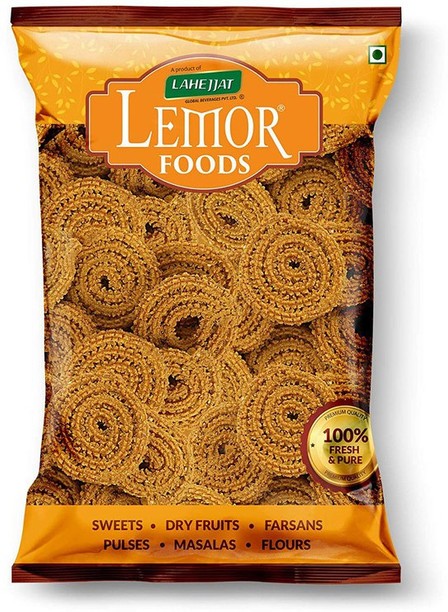 A product of
LAHEJJAT
GLOBAL BEVERAGES PVT. LTD. ®
LEMOR®
FOODS
PREMIUM QUALITY
100%
FRESH
& PURE
SWEETS • DRY FRUITS • FARSANS
PULSES • MASALAS • FLOURS